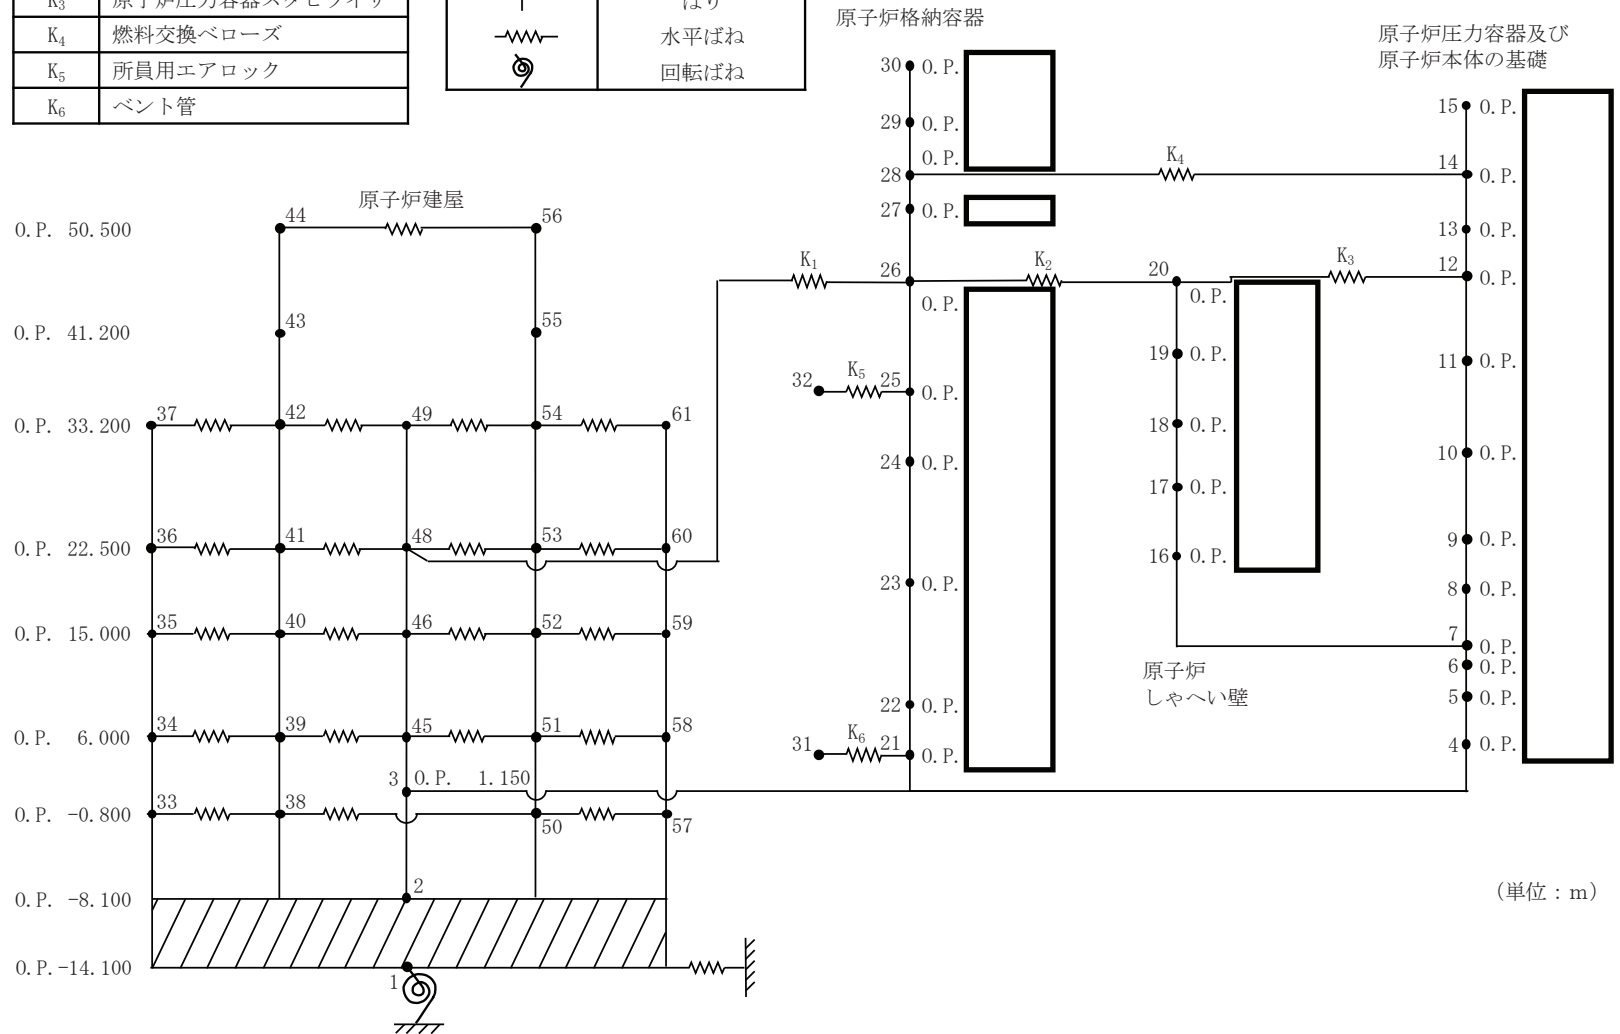 K₃ 原子炉圧力容器スタビライザ
K₄ 燃料交換ベローズ
K₅ 所員用エアロック
K₆ ベント管
はり
水平ばね
回転ばね
原子炉格納容器
原子炉圧力容器及び
原子炉本体の基礎
30 O.P.
29 O.P.
O.P.
28
27 O.P.
26
O.P.
25 O.P.
24 O.P.
23 O.P.
22 O.P.
21 O.P.
K₄
K₁
K₂
K₃
32 K₅
31 K₆
20
O.P.
19 O.P.
18 O.P.
17 O.P.
16 O.P.
原子炉
しゃへい壁
15 O.P.
14 O.P.
13 O.P.
12 O.P.
11 O.P.
10 O.P.
9 O.P.
8 O.P.
7 O.P.
6 O.P.
5 O.P.
4 O.P.
原子炉建屋
O.P. 50.500 44 56
O.P. 41.200 43 55
O.P. 33.200 37 42 49 54 61
O.P. 22.500 36 41 48 53 60
O.P. 15.000 35 40 46 52 59
O.P. 6.000 34 39 45 51 58
3 O.P. 1.150
O.P. -0.800 33 38 50 57
O.P. -8.100 2
O.P.-14.100 1
(単位：m)